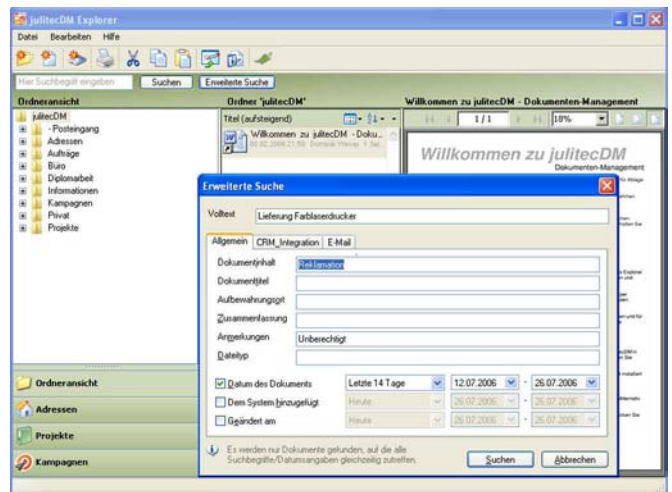 julitecDM Explorer
Datei Bearbeiten Hilfe
Hier Suchbegriff eingeben Suchen Erweiterte Suche
Ordneransicht
julitecDM
- Posteingang
Adressen
Aufträge
Büro
Diplomarbeit
Informationen
Kampagnen
Privat
Projekte
Ordneransicht
Adressen
Projekte
Kampagnen
Ordner 'julitecDM'
Titel (aufsteigend)
Willkommen zu julitecDM - Doku...
Willkommen zu julitecDM - Dokumenten-Management
1/1 18%
Willkommen zu julitecDM
Dokumenten-Management
Erweiterte Suche
Volltext Lieferung Farblaserdrucker
Allgemein CRM_Integration E-Mail
Dokumentinhalt Reklamation
Dokumenttitel
Aufbewahrungsort
Zusammenfassung
Anmerkungen Unberechtigt
Dateityp
Datum des Dokuments Letzte 14 Tage 12.07.2006 - 26.07.2006
Dem System hinzugefügt Heute 26.07.2006 - 26.07.2006
Geändert am Heute 26.07.2006 - 26.07.2006
Es werden nur Dokumente gefunden, auf die alle
Suchbegriffe/Datumsangaben gleichzeitig zutreffen.
Suchen Abbrechen